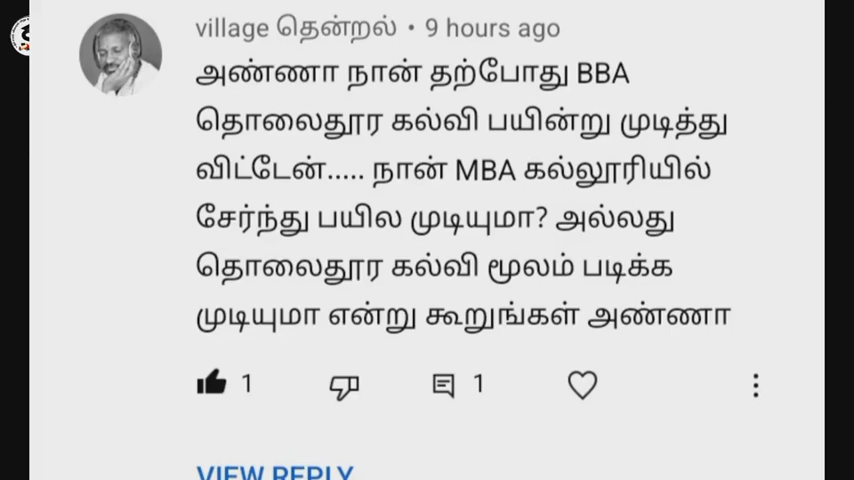 village தென்றல் • 9 hours ago
அண்ணா நான் தற்போது BBA
தொலைதூர கல்வி பயின்று முடித்து
விட்டேன்..... நான் MBA கல்லூரியில்
சேர்ந்து பயில முடியுமா? அல்லது
தொலைதூர கல்வி மூலம் படிக்க
முடியுமா என்று கூறுங்கள் அண்ணா
1 1
VIEW REPLY